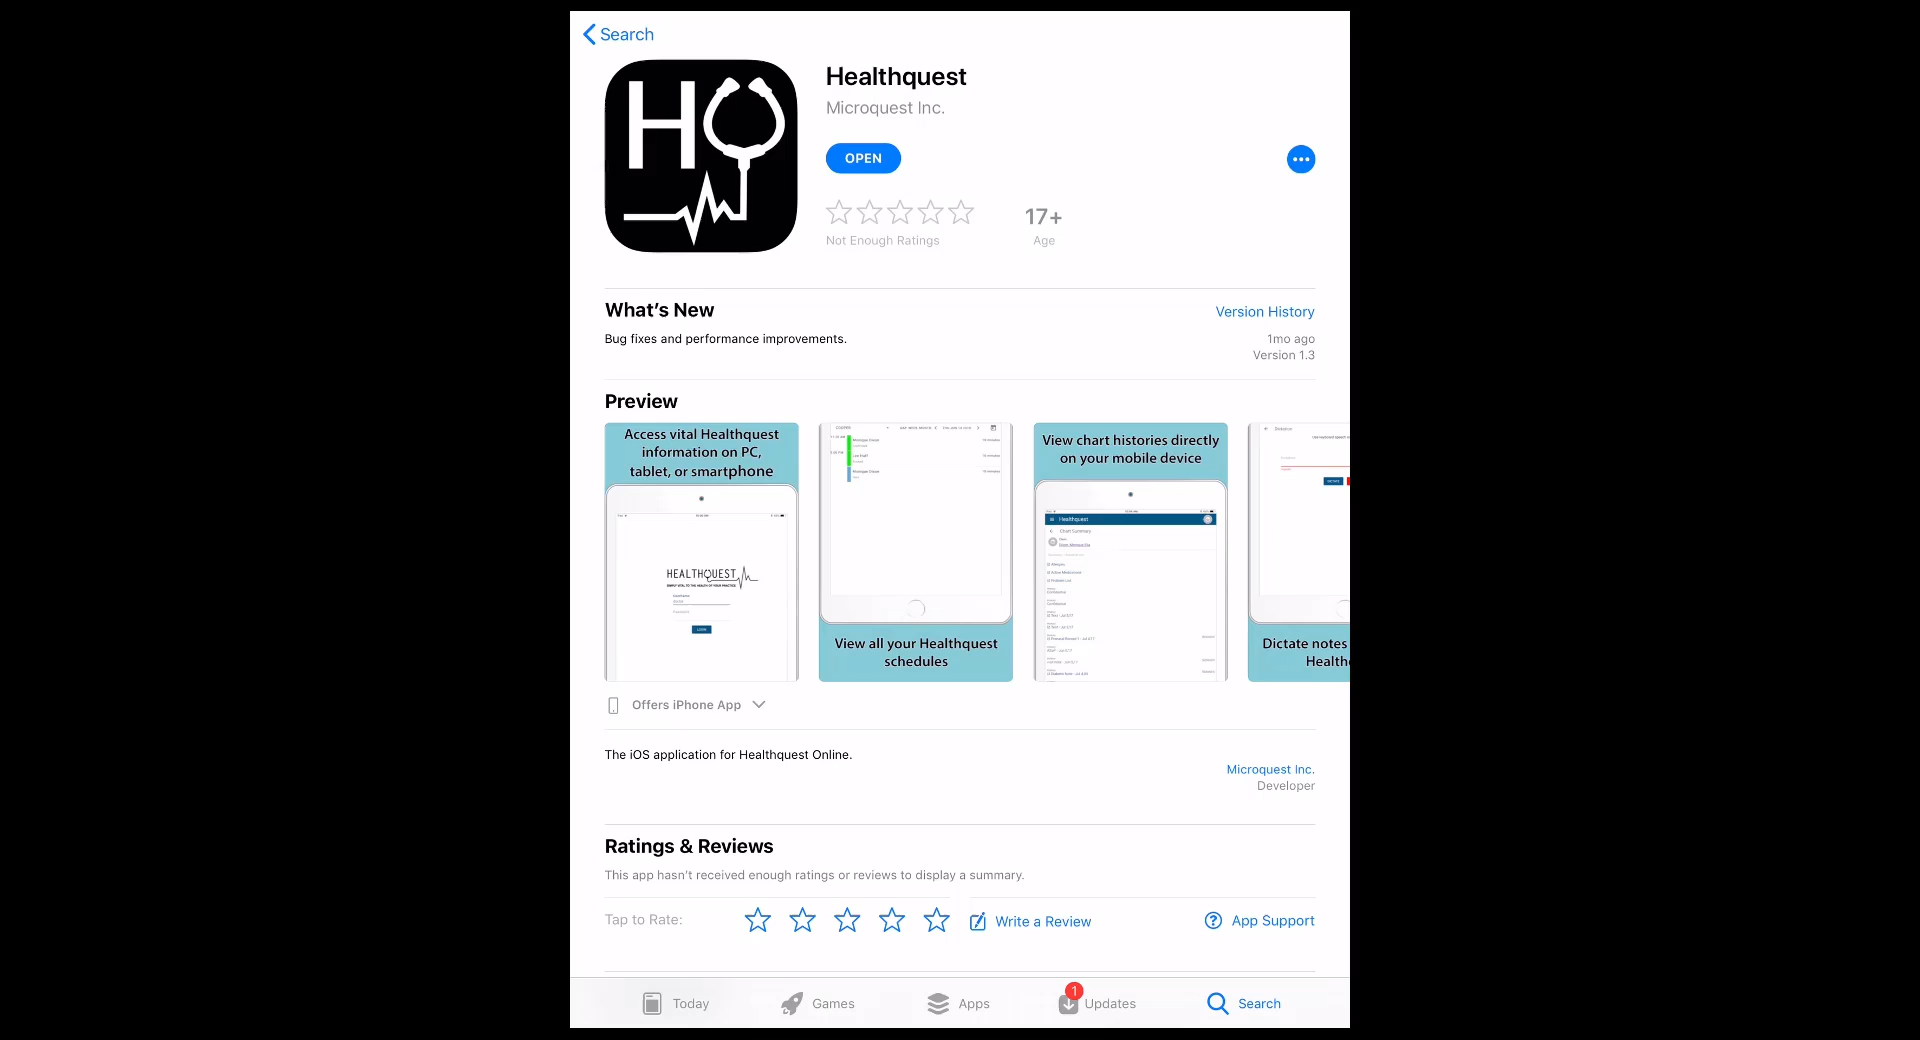 Search
Healthquest
Microquest Inc.
OPEN
Not Enough Ratings
17+
Age
What's New
Version History
Bug fixes and performance improvements.
1mo ago
Version 1.3
Preview
Access vital Healthquest
information on PC,
tablet, or smartphone
HEALTHQUEST
LOGIN
View all your Healthquest
schedules
View chart histories directly
on your mobile device
Healthquest
Chart Summary
Dictate notes
Health
Offers iPhone App
The iOS application for Healthquest Online.
Microquest Inc.
Developer
Ratings & Reviews
This app hasn't received enough ratings or reviews to display a summary.
Tap to Rate:
Write a Review
App Support
Today
Games
Apps
1
Updates
Search